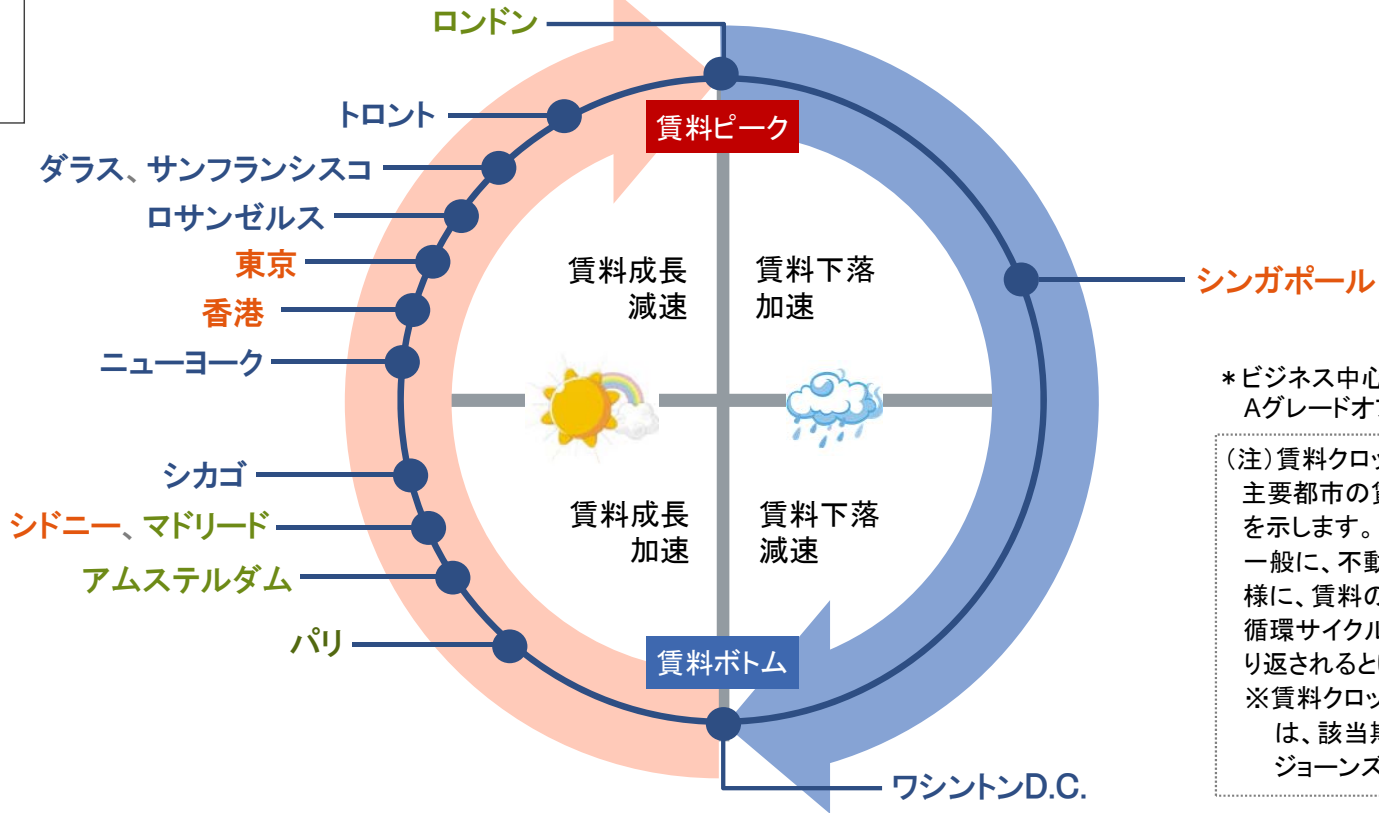 ロンドン
トロント
賃料ピーク
ダラス、サンフランシスコ
ロサンゼルス
東京
賃料成長
減速
賃料下落
加速
シンガポール
香港
ニューヨーク
*ビジネス中心
Aグレードオフ
(注)賃料クロッ
主要都市の賃
を示します。
一般に、不動
様に、賃料の
循環サイクル
り返されると
※賃料クロッ
は、該当期
ジョーンズ
シカゴ
シドニー、マドリード
賃料成長
加速
賃料下落
減速
アムステルダム
パリ
賃料ボトム
ワシントンD.C.